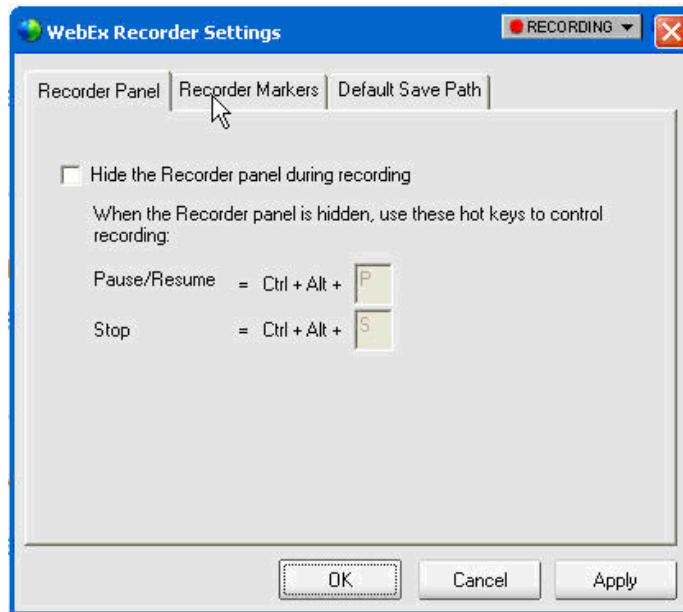 WebEx Recorder Settings RECORDING
Recorder Panel Recorder Markers Default Save Path
Hide the Recorder panel during recording
When the Recorder panel is hidden, use these hot keys to control
recording:
Pause/Resume = Ctrl + Alt + P
Stop = Ctrl + Alt + S
OK Cancel Apply